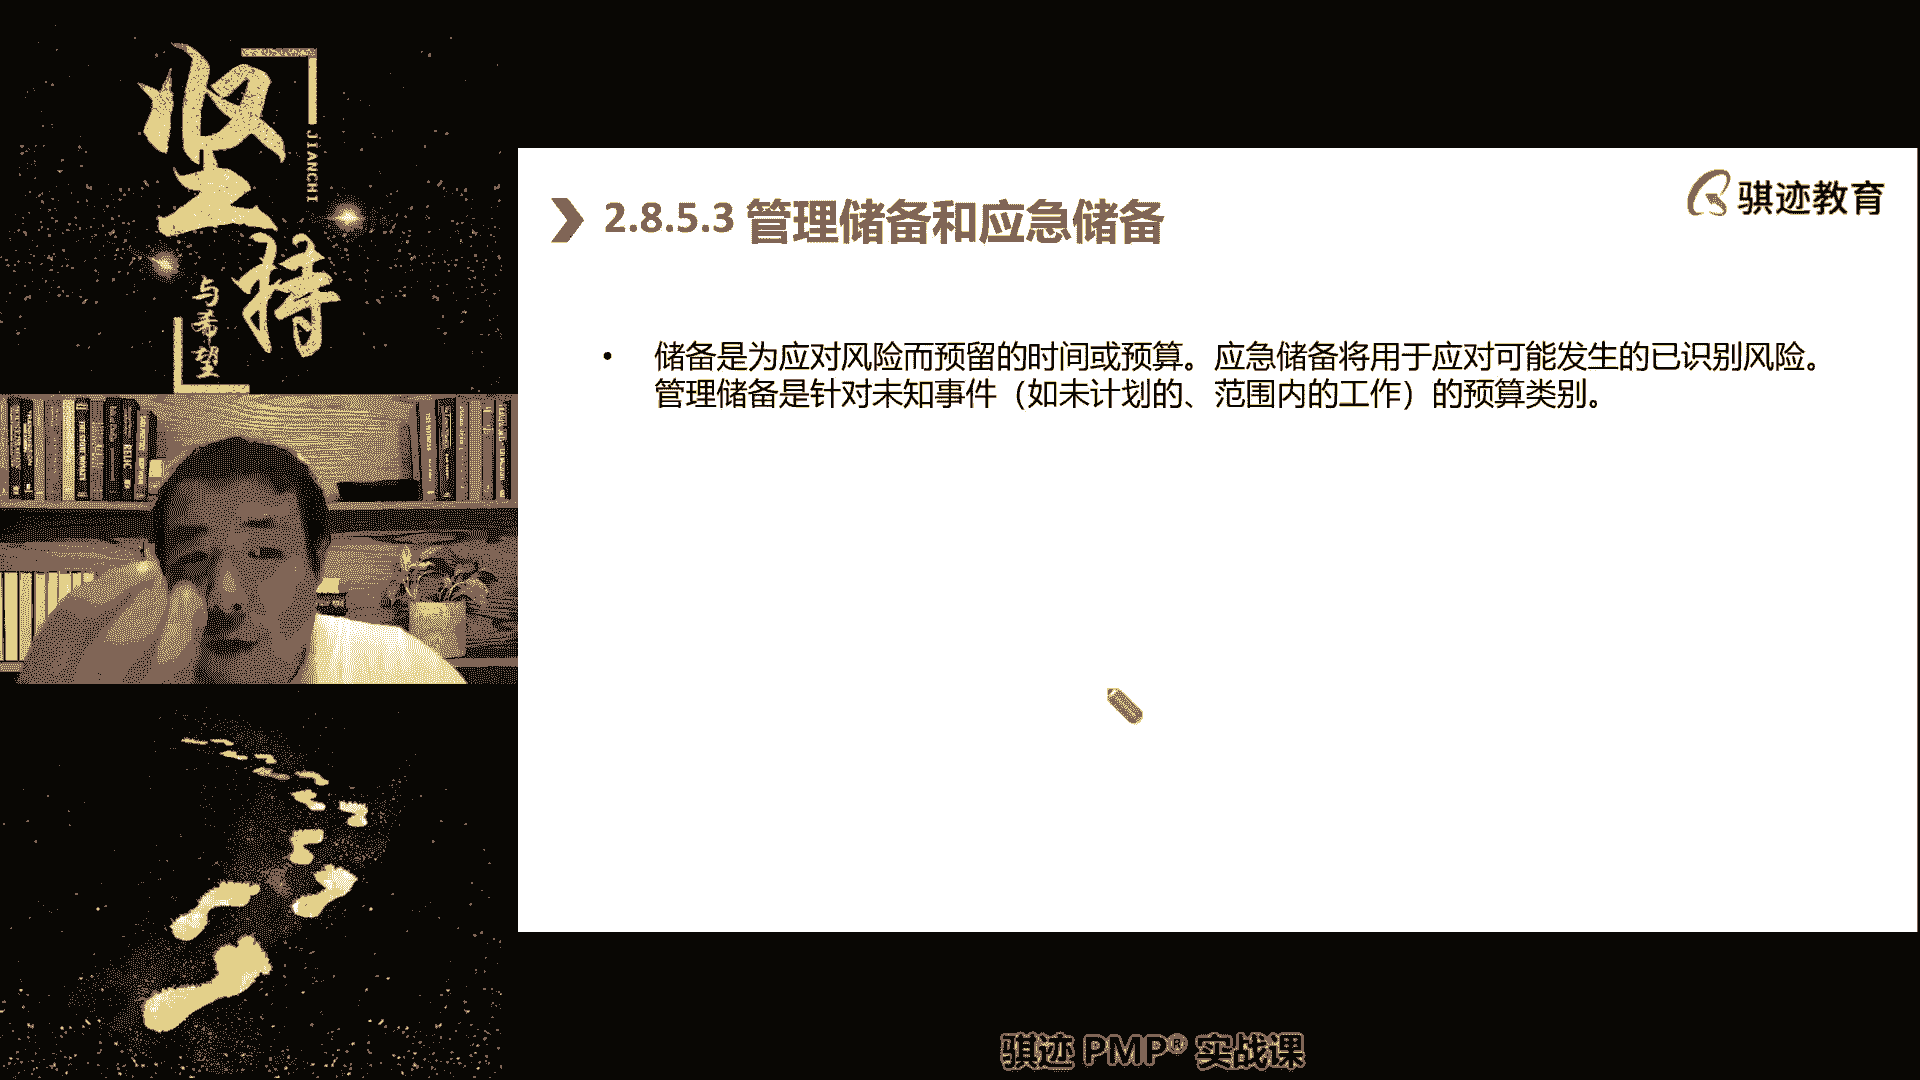 坚持
JIANCHI
与希望
骐迹教育
2.8.5.3 管理储备和应急储备
• 储备是为应对风险而预留的时间或预算。应急储备将用于应对可能发生的已识别风险。
管理储备是针对未知事件（如未计划的、范围内的工作）的预算类别。
骐迹 PMP® 实战课